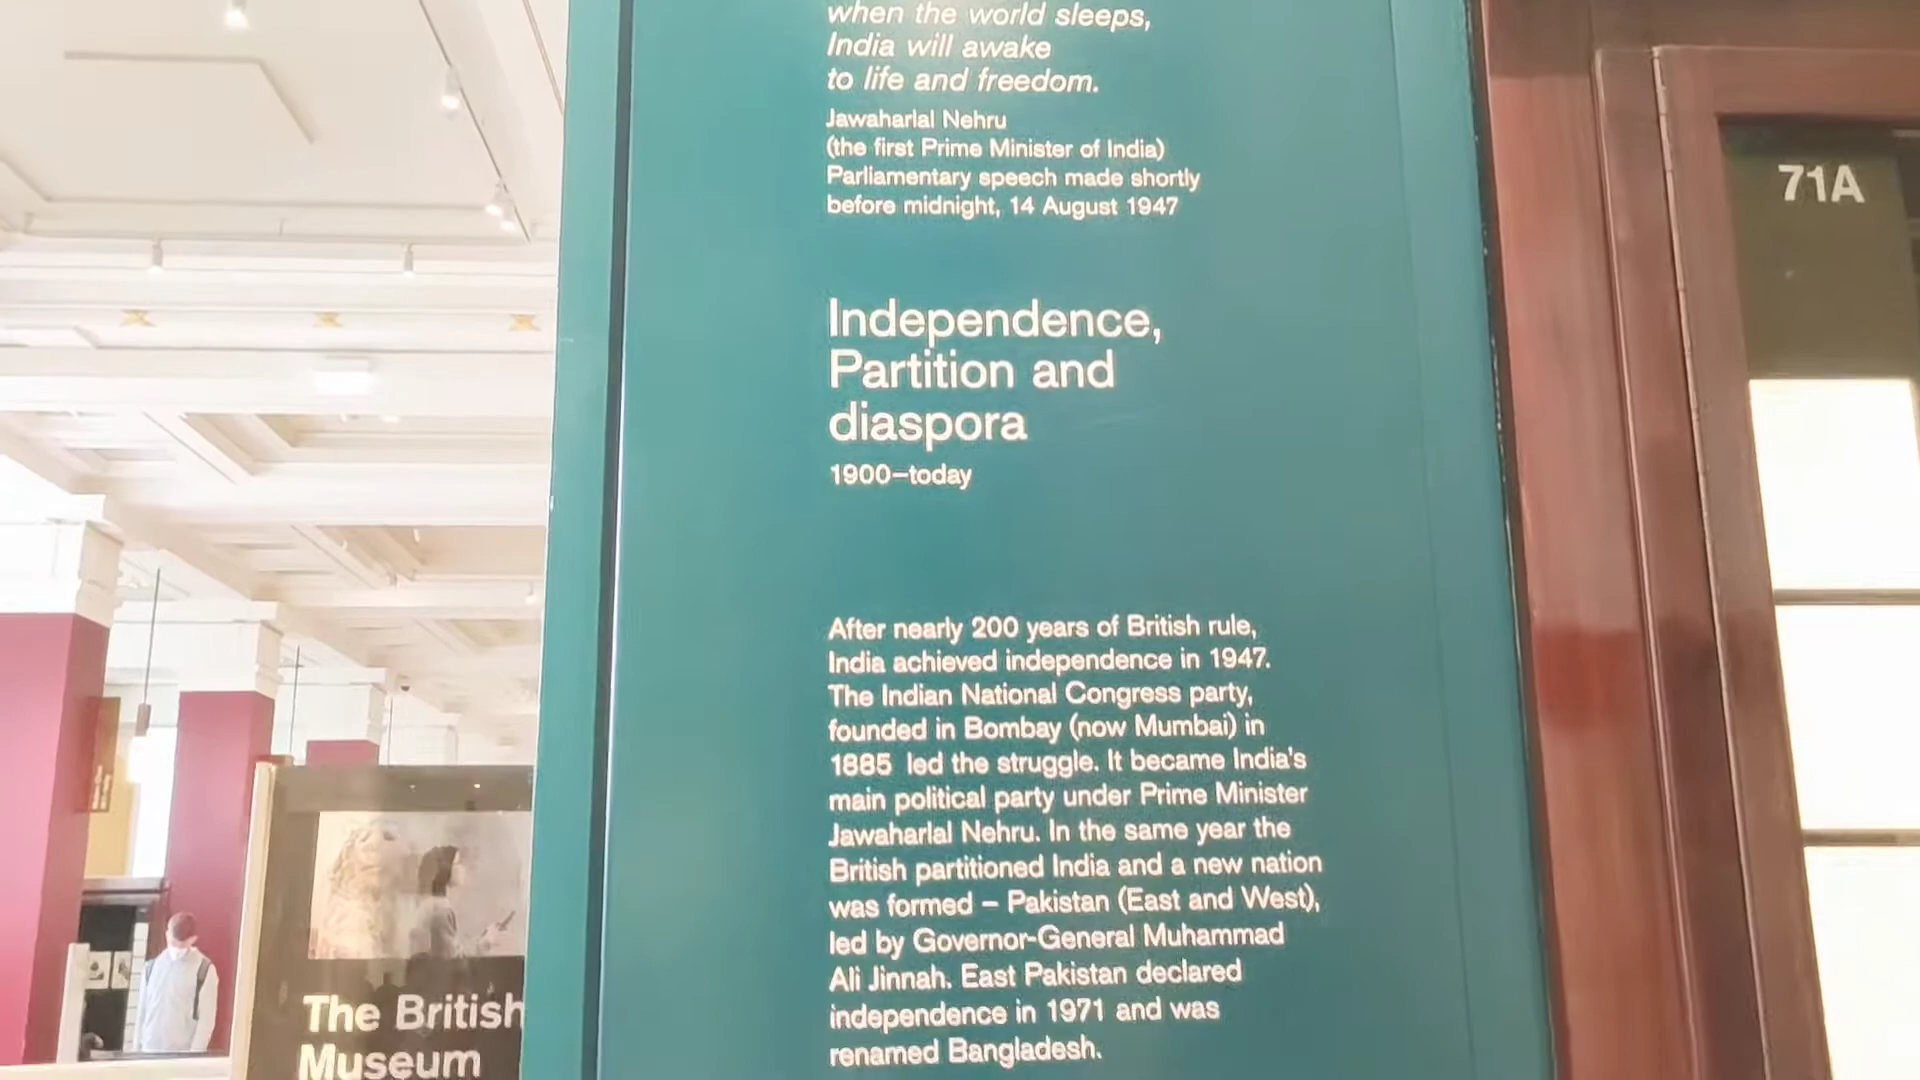 when the world sleeps,
India will awake
to life and freedom.
Jawaharlal Nehru
(the first Prime Minister of India)
Parliamentary speech made shortly
before midnight, 14 August 1947
Independence,
Partition and
diaspora
1900–today
After nearly 200 years of British rule,
India achieved independence in 1947.
The Indian National Congress party,
founded in Bombay (now Mumbai) in
1885 led the struggle. It became India's
main political party under Prime Minister
Jawaharlal Nehru. In the same year the
British partitioned India and a new nation
was formed – Pakistan (East and West),
led by Governor-General Muhammad
Ali Jinnah. East Pakistan declared
independence in 1971 and was
renamed Bangladesh.
71A
The British
Museum